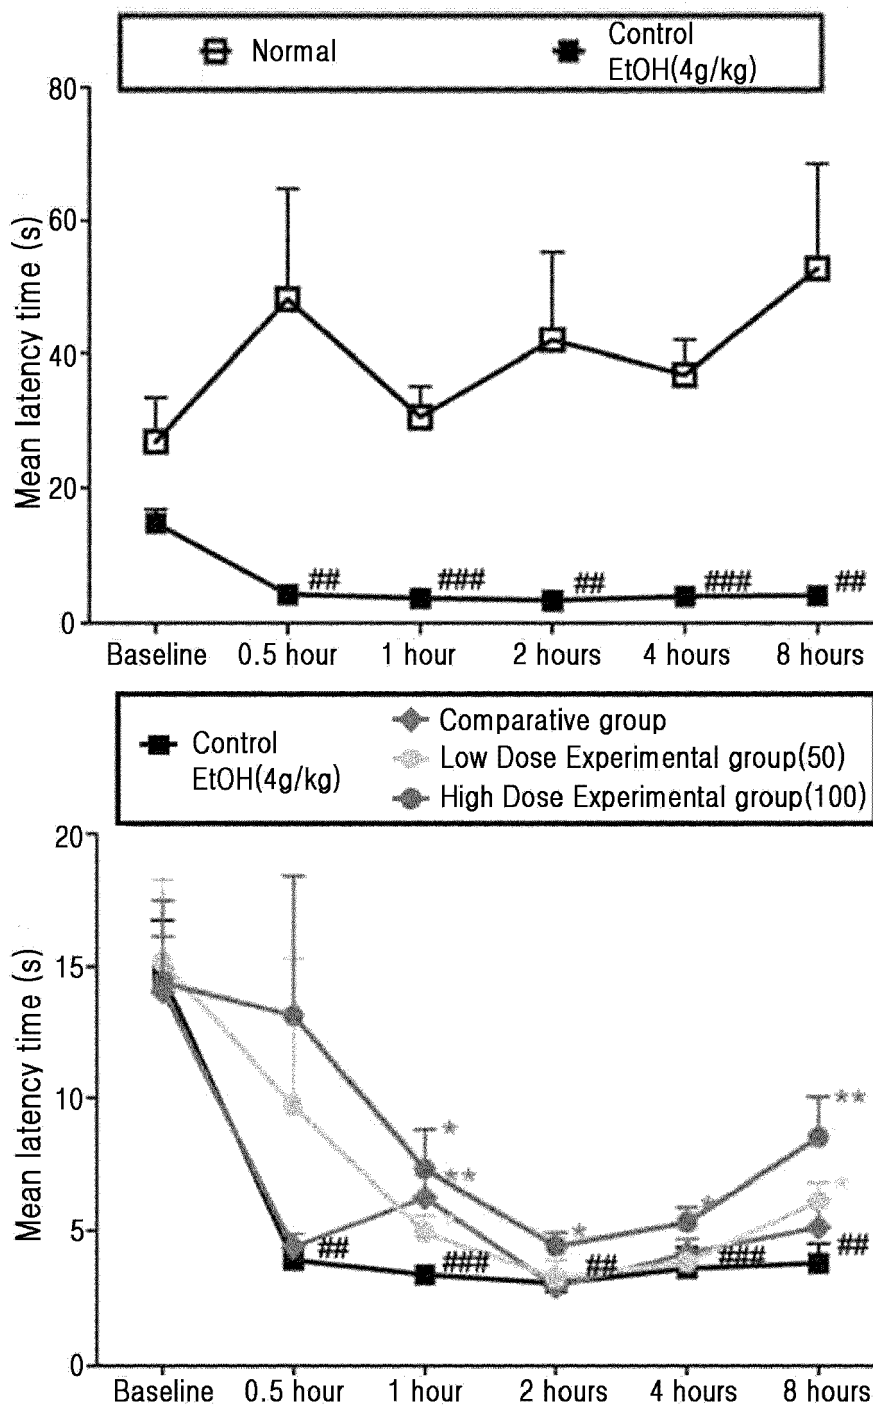 Normal
Control
EtOH(4g/kg)
80
60
40
20
0
Mean latency time (s)
##
###
##
###
##
Baseline
0.5 hour
1 hour
2 hours
4 hours
8 hours
Control
EtOH(4g/kg)
Comparative group
Low Dose Experimental group(50)
High Dose Experimental group(100)
20
15
10
5
0
Mean latency time (s)
*
**
*
*
**
*
##
###
##
###
##
Baseline
0.5 hour
1 hour
2 hours
4 hours
8 hours